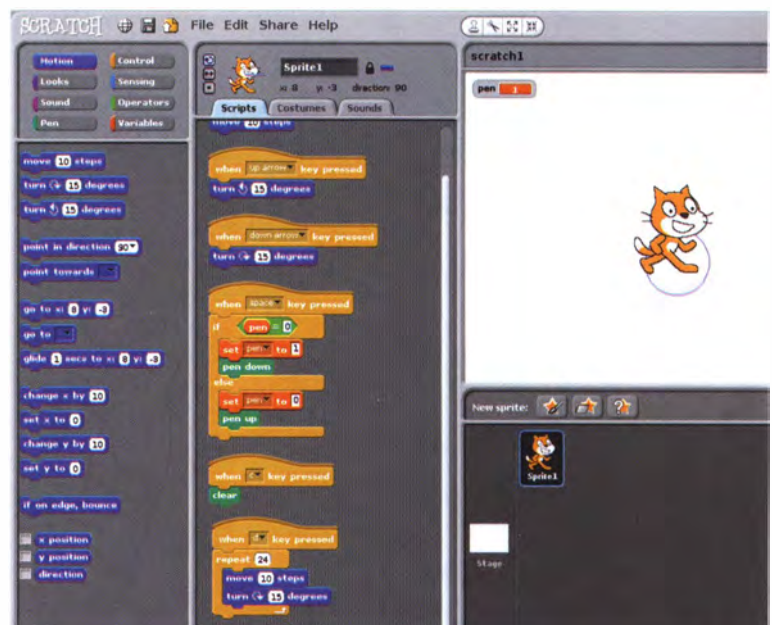 SCRATCH File Edit Share Help
Motion Control
Looks Sensing
Sound Operators
Pen Variables
move 10 steps
turn 15 degrees
turn 15 degrees
point in direction 90
point towards
go to x: 8 y: -3
go to
glide 1 secs to x: 8 y: -3
change x by 10
set x to 0
change y by 10
set y to 0
if on edge, bounce
x position
y position
direction
Sprite1
x: 8 y: -3 direction: 90
Scripts Costumes Sounds
move 10 steps
when up arrow key pressed
turn 15 degrees
when down arrow key pressed
turn 15 degrees
when space key pressed
if pen = 0
set pen to 1
pen down
else
set pen to 0
pen up
when c key pressed
clear
when d key pressed
repeat 24
move 10 steps
turn 15 degrees
scratch1
pen 1
New sprite:
Sprite1
Stage